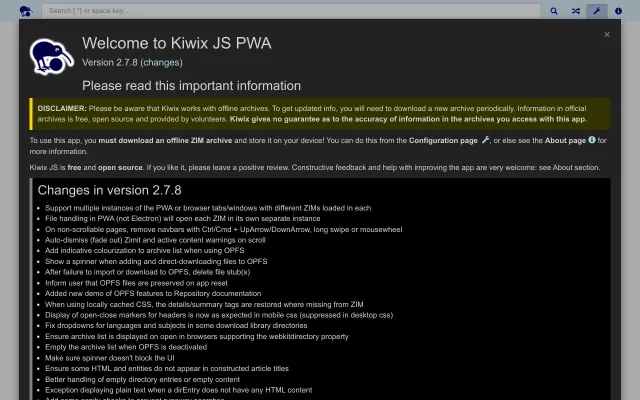 Search [.*] or space key...
×
Welcome to Kiwix JS PWA
Version 2.7.8 (changes)
Please read this important information
DISCLAIMER: Please be aware that Kiwix works with offline archives. To get updated info, you will need to download a new archive periodically. Information in official
archives is free, open source and provided by volunteers. Kiwix gives no guarantee as to the accuracy of information in the archives you access with this app.
To use this app, you must download an offline ZIM archive and store it on your device! You can do this from the Configuration page , or else see the About page for
more information.
Kiwix JS is free and open source. If you like it, please leave a positive review. Constructive feedback and help with improving the app are very welcome: see About section.
Changes in version 2.7.8
• Support multiple instances of the PWA or browser tabs/windows with different ZIMs loaded in each
• File handling in PWA (not Electron) will open each ZIM in its own separate instance
• On non-scrollable pages, remove navbars with Ctrl/Cmd + UpArrow/DownArrow, long swipe or mousewheel
• Auto-dismiss (fade out) Zimit and active content warnings on scroll
• Add indicative colourization to archive list when using OPFS
• Show a spinner when adding and direct-downloading files to OPFS
• After failure to import or download to OPFS, delete file stub(s)
• Inform user that OPFS files are preserved on app reset
• Added new demo of OPFS features to Repository documentation
• When using locally cached CSS, the details/summary tags are restored where missing from ZIM
• Display of open-close markers for headers is now as expected in mobile css (suppressed in desktop css)
• Fix dropdowns for languages and subjects in some download library directories
• Ensure archive list is displayed on open in browsers supporting the webkitdirectory property
• Empty the archive list when OPFS is deactivated
• Make sure spinner doesn't block the UI
• Ensure some HTML and entities do not appear in constructed article titles
• Better handling of empty directory entries or empty content
• Exception displaying plain text when a dirEntry does not have any HTML content
• Add some sanity checks to prevent runaway searches